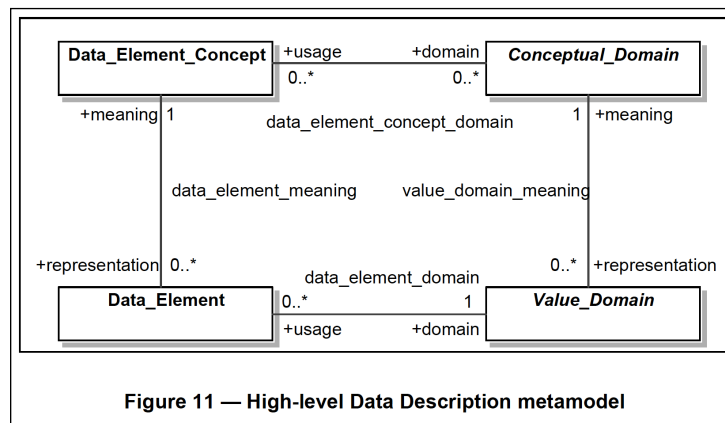 Data_Element_Concept +usage +domain Conceptual_Domain
0..* 0..*
+meaning 1 data_element_concept_domain 1 +meaning
data_element_meaning value_domain_meaning
+representation 0..* data_element_domain 0..* +representation
Data_Element 0..* 1 Value_Domain
+usage +domain
Figure 11 — High-level Data Description metamodel